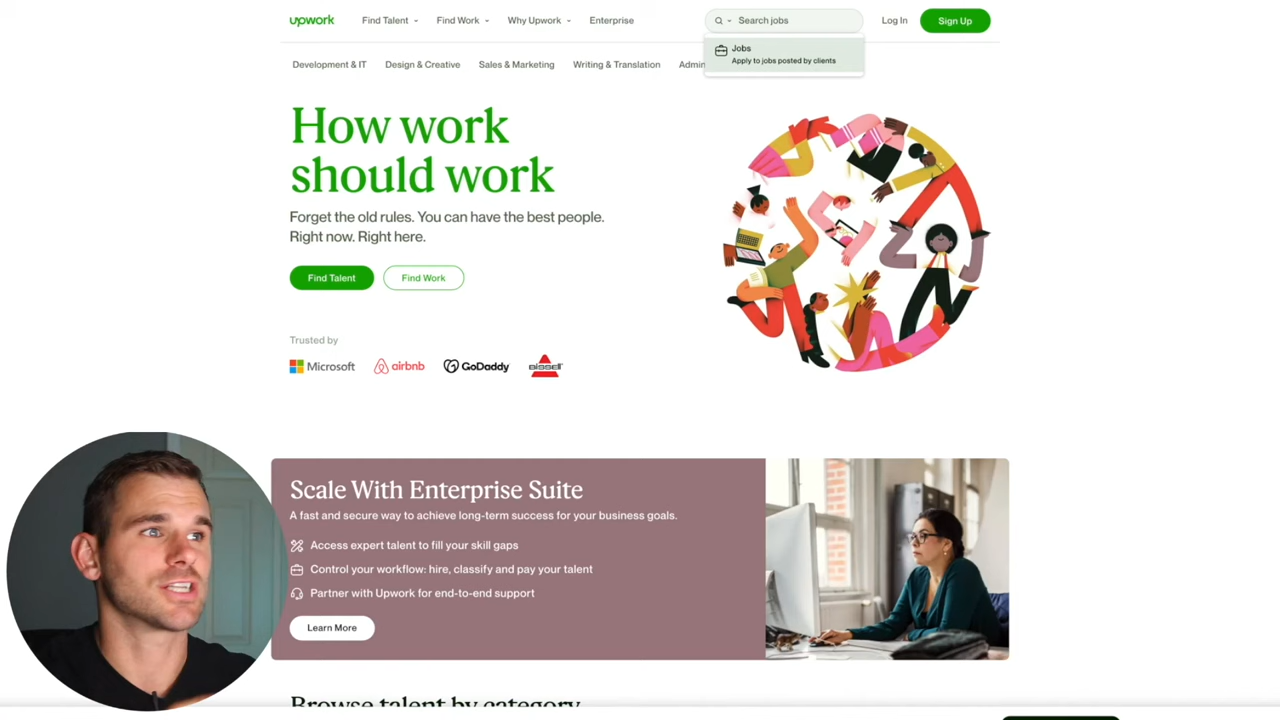 upwork
Find Talent
Find Work
Why Upwork
Enterprise
Search jobs
Log In
Sign Up
Jobs
Apply to jobs posted by clients
Development & IT
Design & Creative
Sales & Marketing
Writing & Translation
How work
should work
Forget the old rules. You can have the best people.
Right now. Right here.
Find Talent
Find Work
Trusted by
Microsoft
airbnb
GoDaddy
BISSELL
Scale With Enterprise Suite
A fast and secure way to achieve long-term success for your business goals.
Access expert talent to fill your skill gaps
Control your workflow: hire, classify and pay your talent
Partner with Upwork for end-to-end support
Learn More
Browse talent by category